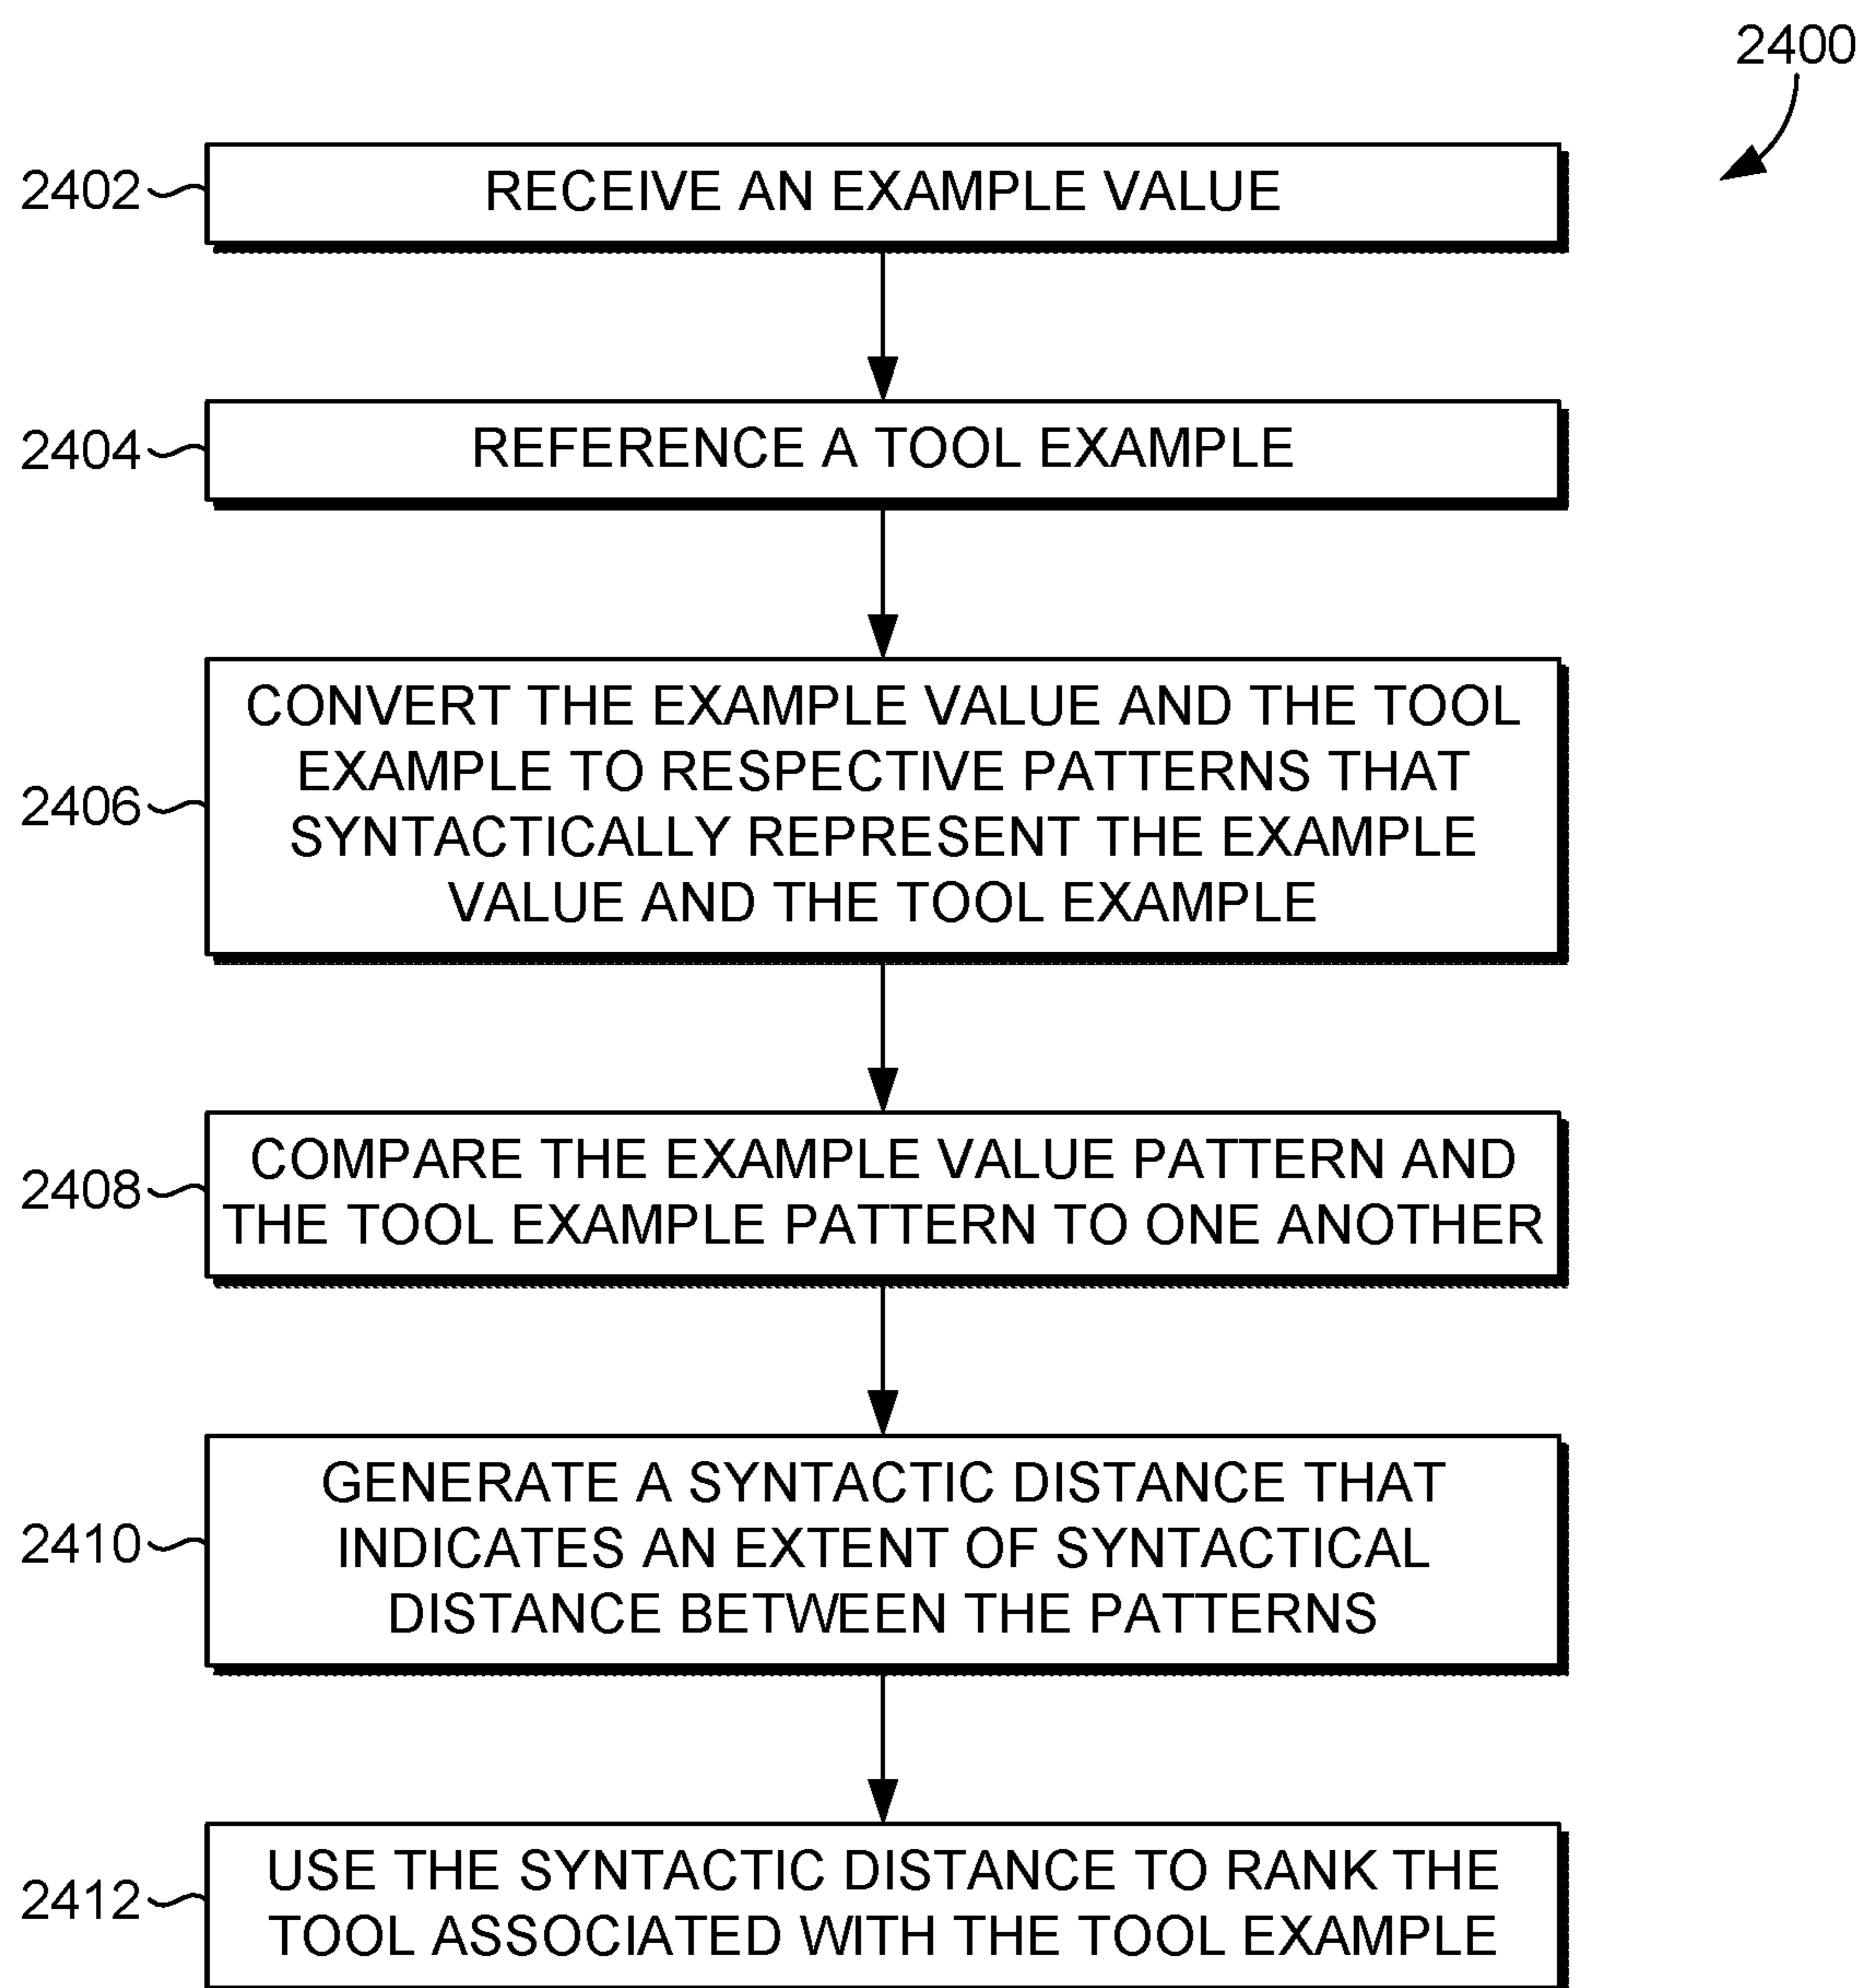 2400
2402
RECEIVE AN EXAMPLE VALUE
2404
REFERENCE A TOOL EXAMPLE
2406
CONVERT THE EXAMPLE VALUE AND THE TOOL
EXAMPLE TO RESPECTIVE PATTERNS THAT
SYNTACTICALLY REPRESENT THE EXAMPLE
VALUE AND THE TOOL EXAMPLE
2408
COMPARE THE EXAMPLE VALUE PATTERN AND
THE TOOL EXAMPLE PATTERN TO ONE ANOTHER
2410
GENERATE A SYNTACTIC DISTANCE THAT
INDICATES AN EXTENT OF SYNTACTICAL
DISTANCE BETWEEN THE PATTERNS
2412
USE THE SYNTACTIC DISTANCE TO RANK THE
TOOL ASSOCIATED WITH THE TOOL EXAMPLE